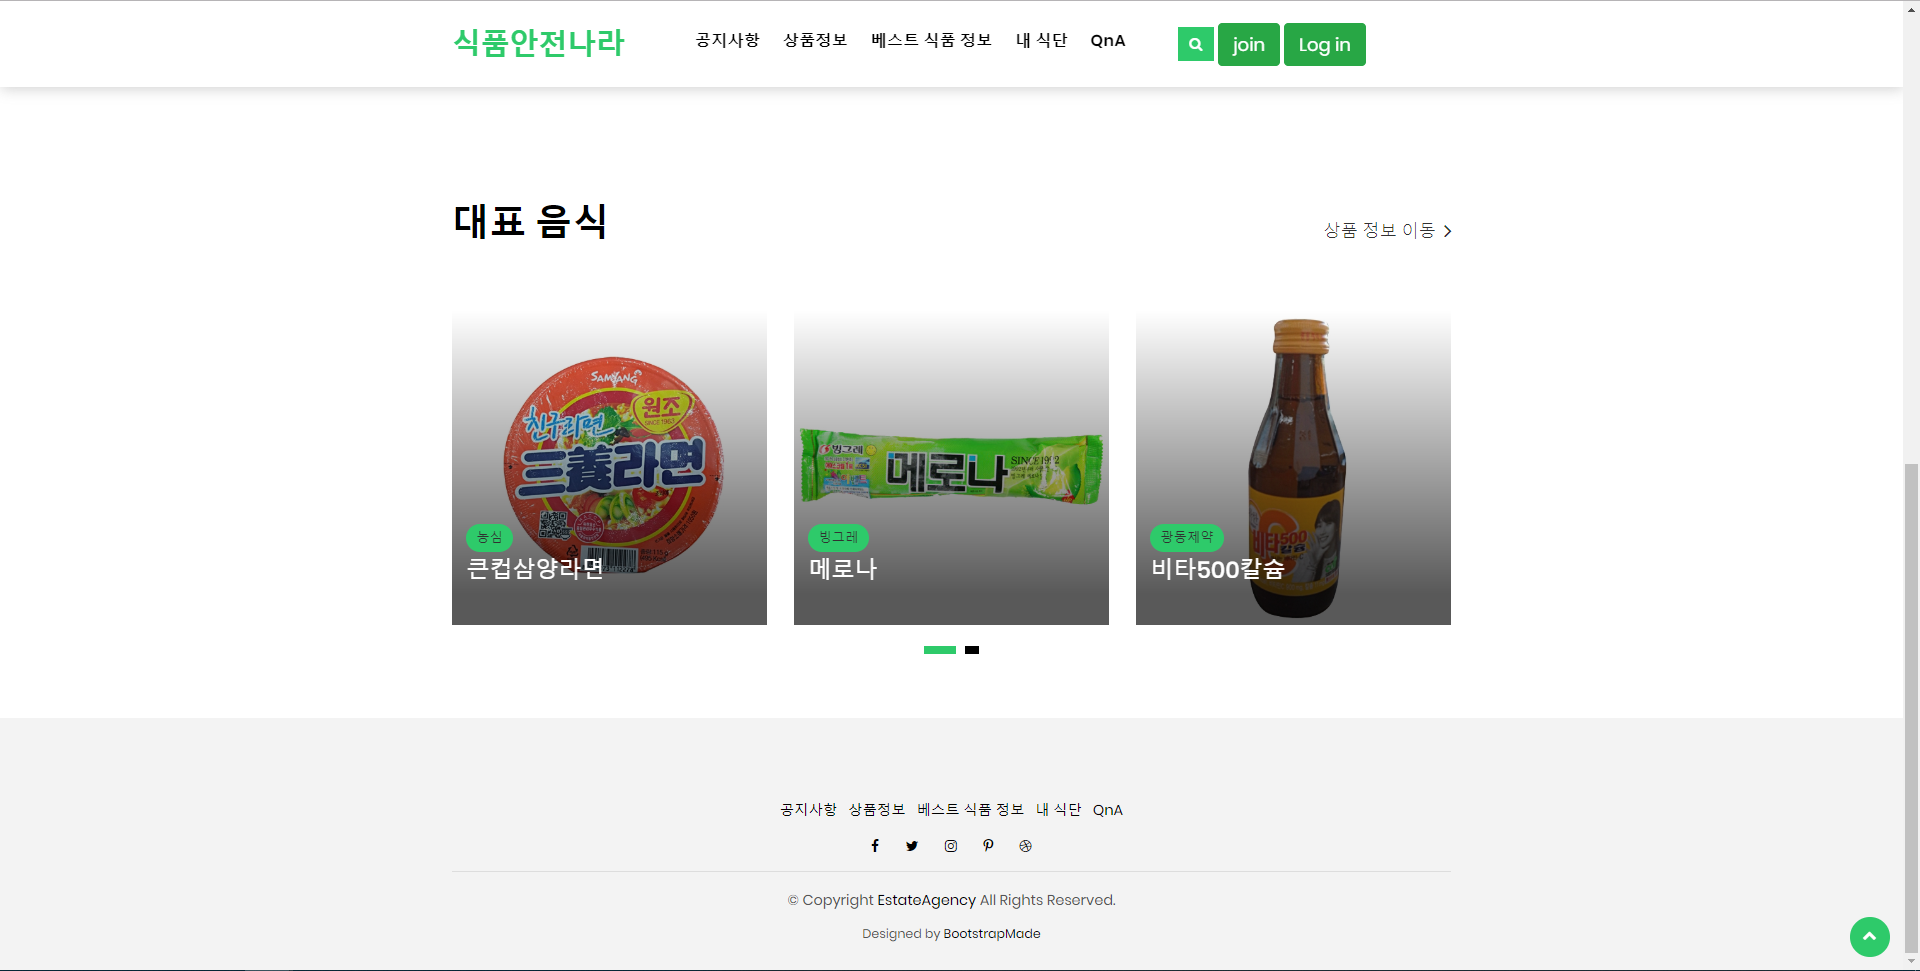 식품안전나라
공지사항 상품정보 베스트 식품 정보 내 식단 QnA
join Log in
대표 음식
상품 정보 이동
SAMYANG
원조
SINCE 1963
친구라면
三養라면
농심
큰컵삼양라면
빙그레
메로나
SINCE 1992
빙그레
메로나
비타500
칼슘
광동제약
비타500칼슘
공지사항 상품정보 베스트 식품 정보 내 식단 QnA
© Copyright EstateAgency All Rights Reserved.
Designed by BootstrapMade